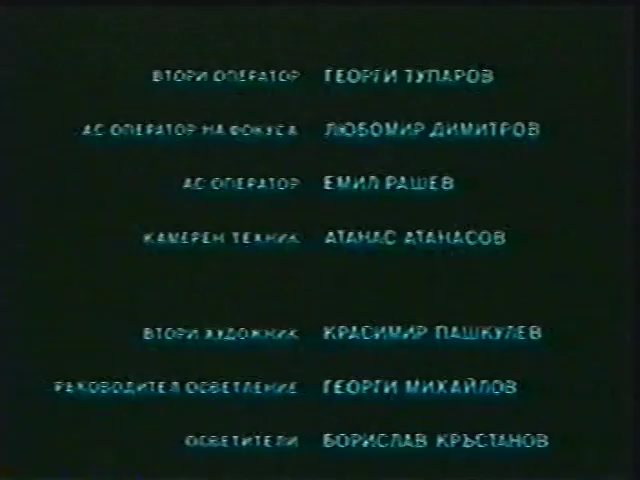 ВТОРИ ОПЕРАТОР ГЕОРГИ ТУПАРОВ
АС ОПЕРАТОР НА ФОКУСА ЛЮБОМИР ДИМИТРОВ
АС ОПЕРАТОР ЕМИЛ РАШЕВ
КАМЕРЕН ТЕХНИК АТАНАС АТАНАСОВ
ВТОРИ ХУДОЖНИК КРАСИМИР ПАШКУЛЕВ
РЪКОВОДИТЕЛ ОСВЕТЛЕНИЕ ГЕОРГИ МИХАЙЛОВ
ОСВЕТИТЕЛИ БОРИСЛАВ КРЪСТАНОВ